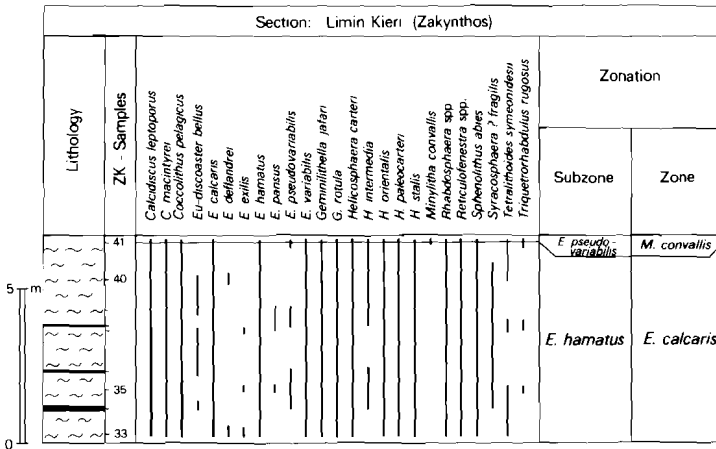 Section: Limin Kieri (Zakynthos)
Lithology
ZK - Samples
Calcidiscus leptoporus
C macintyrei
Coccolithus pelagicus
Eu-discoaster bellus
E calcaris
E deflandrei
E exilis
E hamatus
E. pansus
E. pseudovariabilis
E. variabilis
Geminilithella jafari
G. rotula
Helicosphaera carteri
H intermedia
H orientalis
H. paleocarteri
H stalis
Minylitha convallis
Rhabdosphaera spp
Reticulofenestra spp.
Sphenolithus abies
Syracosphaera ? fragilis
Tetralithoides symeonidesii
Triquetrorhabdulus rugosus
Zonation
Subzone
Zone
41
E pseudo
variabilis
M. convallis
40
5
m
E. hamatus
E. calcaris
35
33
0